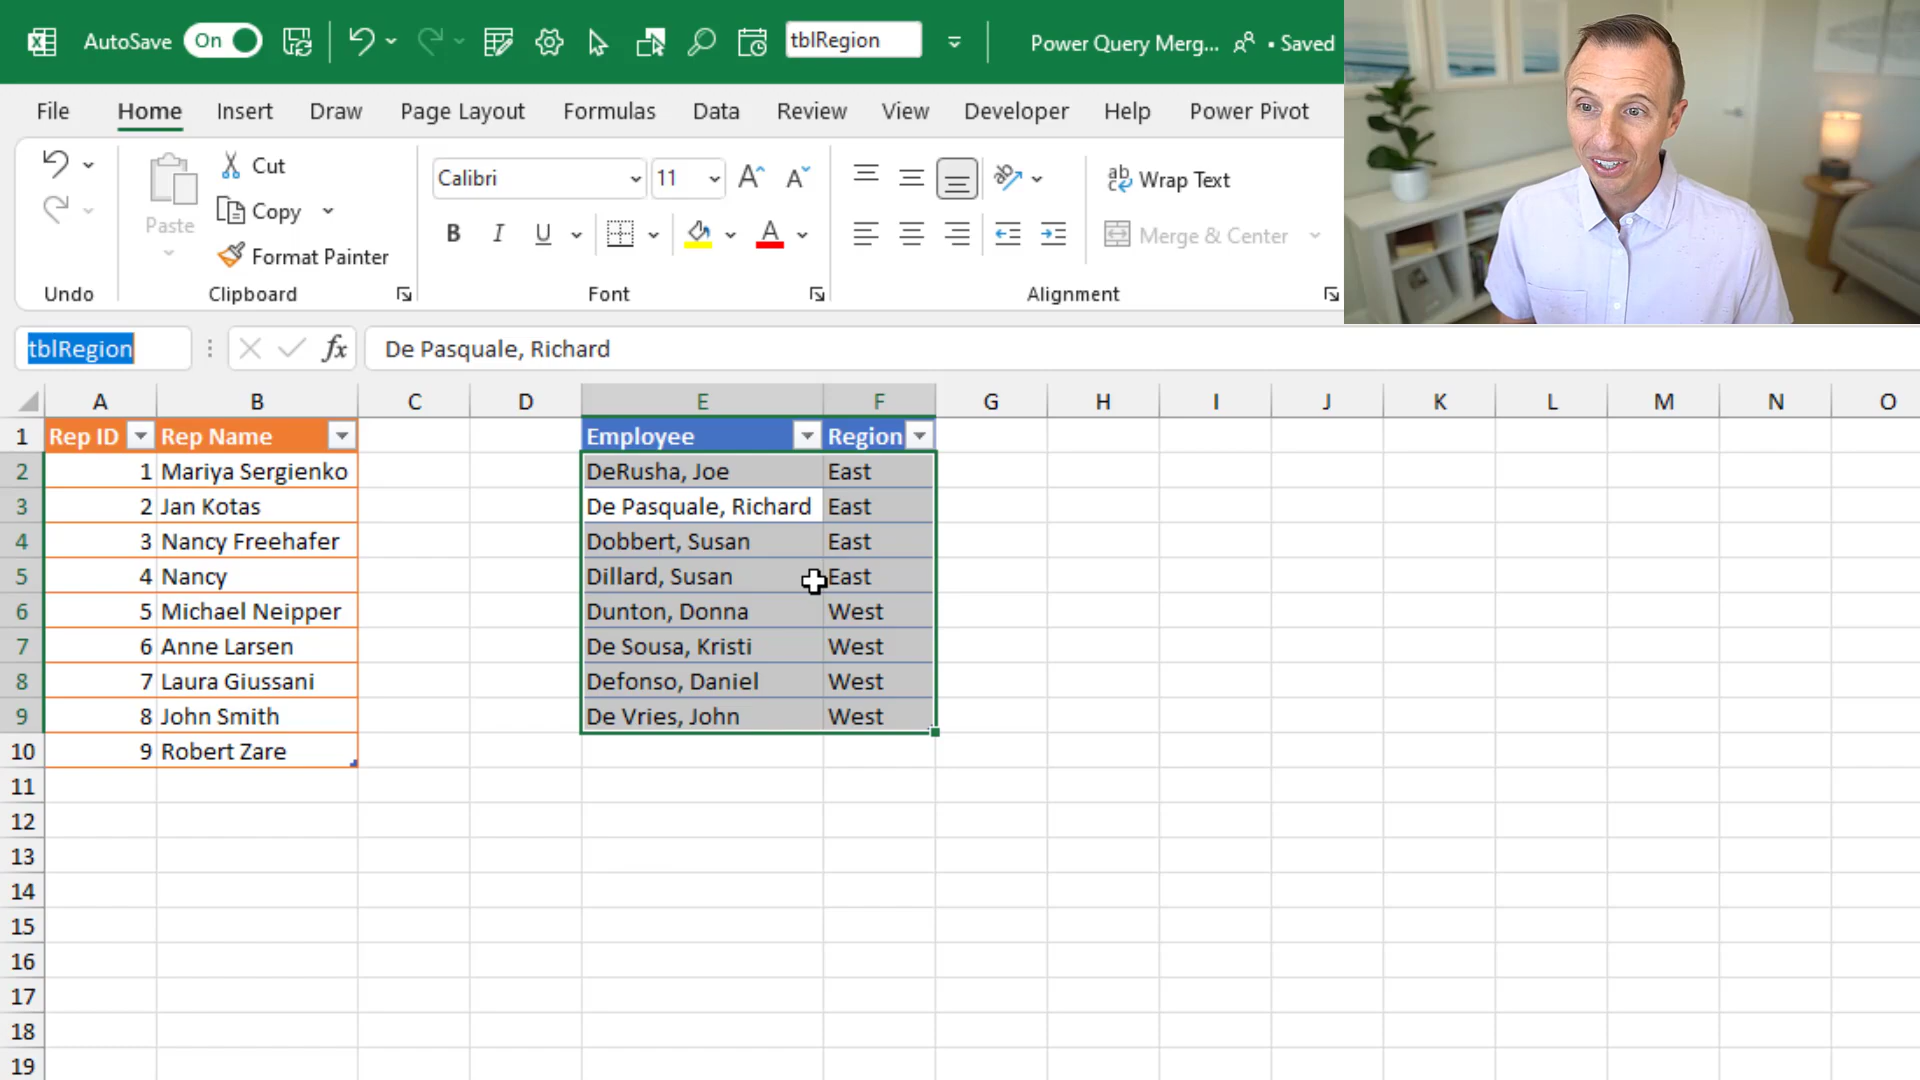 AutoSave On tblRegion Power Query Merg... • Saved
File Home Insert Draw Page Layout Formulas Data Review View Developer Help Power Pivot
Cut
Copy
Paste
Format Painter
Undo Clipboard
Calibri 11
B I U A
Font
ab Wrap Text
Merge & Center
Alignment
tblRegion fx De Pasquale, Richard
A B C D E F G H I J K L M N O
1 Rep ID Rep Name Employee Region
2 1 Mariya Sergienko DeRusha, Joe East
3 2 Jan Kotas De Pasquale, Richard East
4 3 Nancy Freehafer Dobbert, Susan East
5 4 Nancy Dillard, Susan East
6 5 Michael Neipper Dunton, Donna West
7 6 Anne Larsen De Sousa, Kristi West
8 7 Laura Giussani Defonso, Daniel West
9 8 John Smith De Vries, John West
10 9 Robert Zare
11
12
13
14
15
16
17
18
19